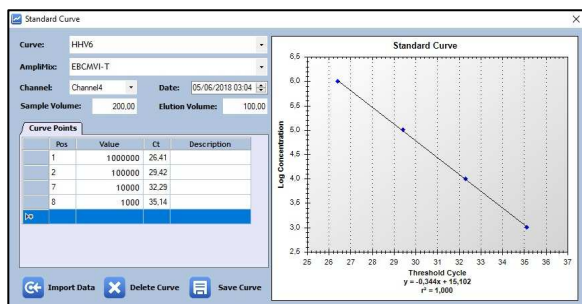 Standard Curve
Curve: HHV6
AmpliMix: EBCMVI-T
Channel: Channel4 Date: 05/06/2018 03:04
Sample Volume: 200,00 Elution Volume: 100,00
Curve Points
Pos Value Ct Description
1 1000000 26,41
2 100000 29,42
7 10000 32,29
8 1000 35,14
Import Data Delete Curve Save Curve
Standard Curve
Log Concentration
6,5
6,0
5,5
5,0
4,5
4,0
3,5
3,0
2,5
25 26 27 28 29 30 31 32 33 34 35 36 37
Threshold Cycle
y = -0,344x + 15,102
r² = 1,000